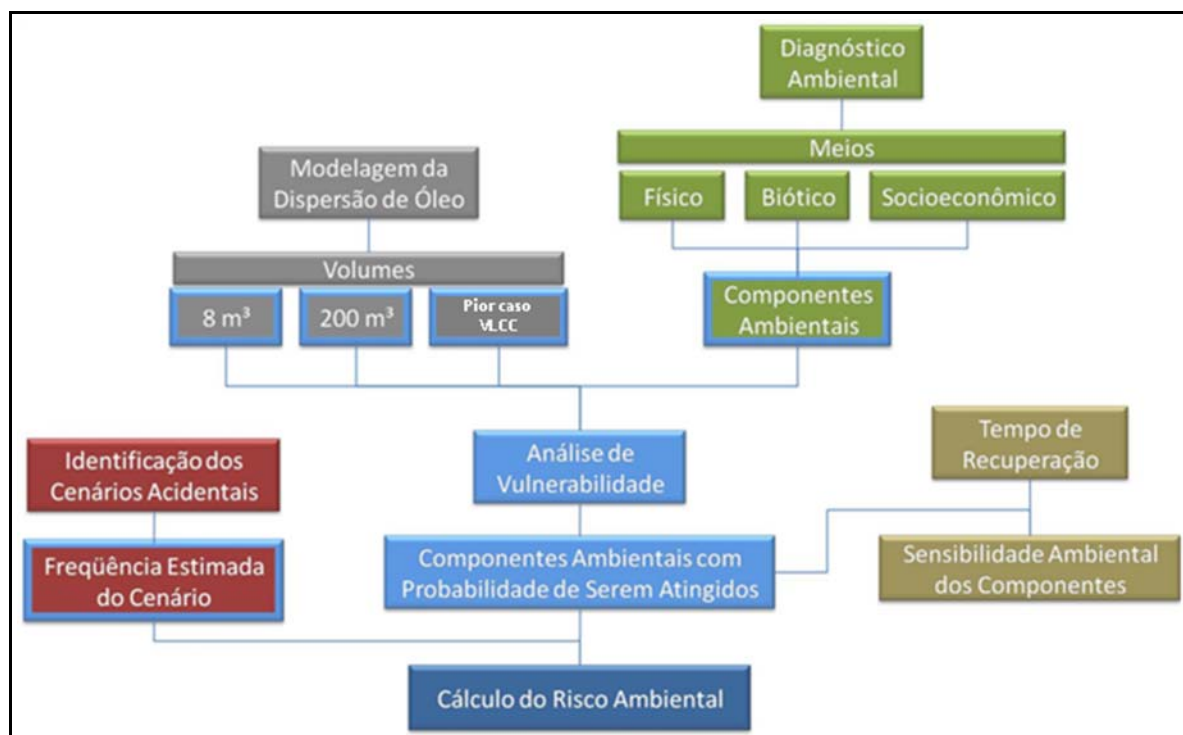 Diagnóstico
Ambiental
Meios
Físico
Biótico
Socioeconômico
Componentes
Ambientais
Modelagem da
Dispersão de Óleo
Volumes
8 m³
200 m³
Pior caso
VLCC
Análise de
Vulnerabilidade
Tempo de
Recuperação
Identificação dos
Cenários Acidentais
Freqüência Estimada
do Cenário
Componentes Ambientais com
Probabilidade de Serem Atingidos
Sensibilidade Ambiental
dos Componentes
Cálculo do Risco Ambiental